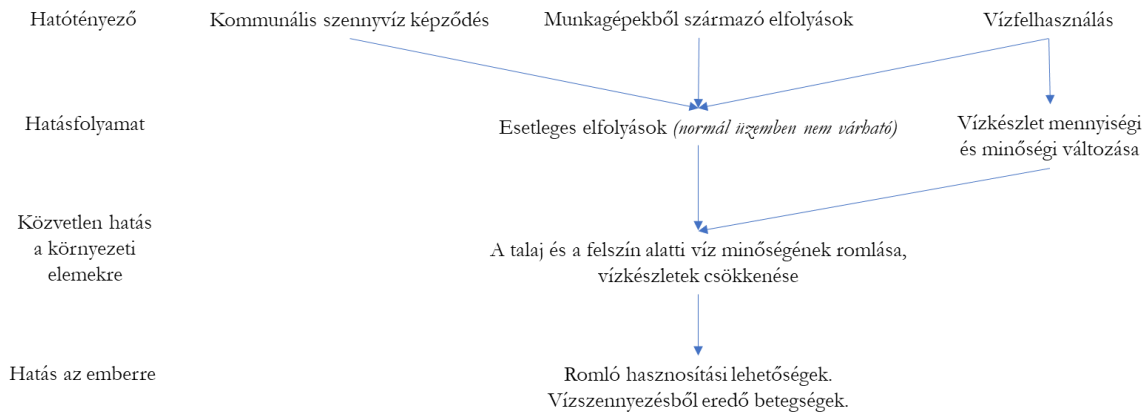 Hatótényező
Kommunális szennyvíz képződés
Munkagépekből származó elfolyások
Vízfelhasználás
Hatásfolyamat
Esetleges elfolyások (normál üzemben nem várható)
Vízkészlet mennyiségi
és minőségi változása
Közvetlen hatás
a környezeti
elemekre
A talaj és a felszín alatti víz minőségének romlása,
vízkészletek csökkenése
Hatás az emberre
Romló hasznosítási lehetőségek.
Vízszennyezésből eredő betegségek.